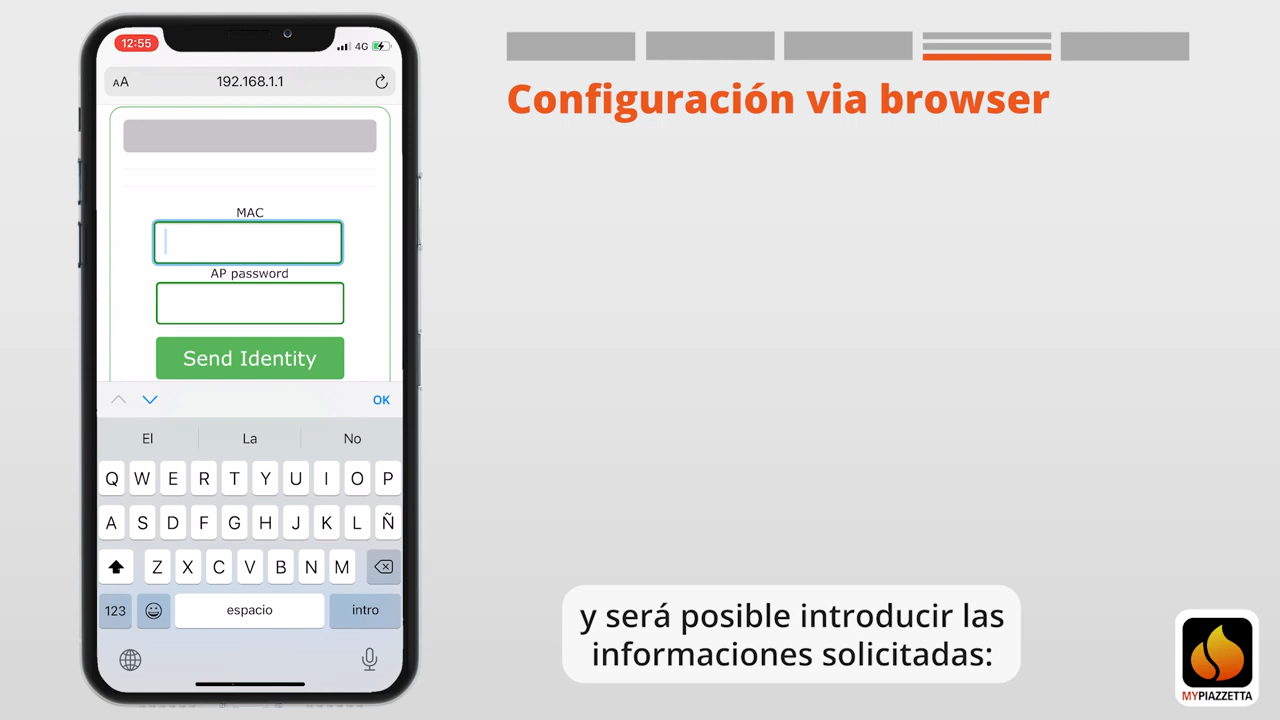 12:55
4G
AA
192.168.1.1
Configuración via browser
MAC
AP password
Send Identity
OK
El La No
Q W E R T Y U I O P
A S D F G H J K L Ñ
Z X C V B N M
123 espacio intro
y será posible introducir las
informaciones solicitadas:
MYPIAZZETTA